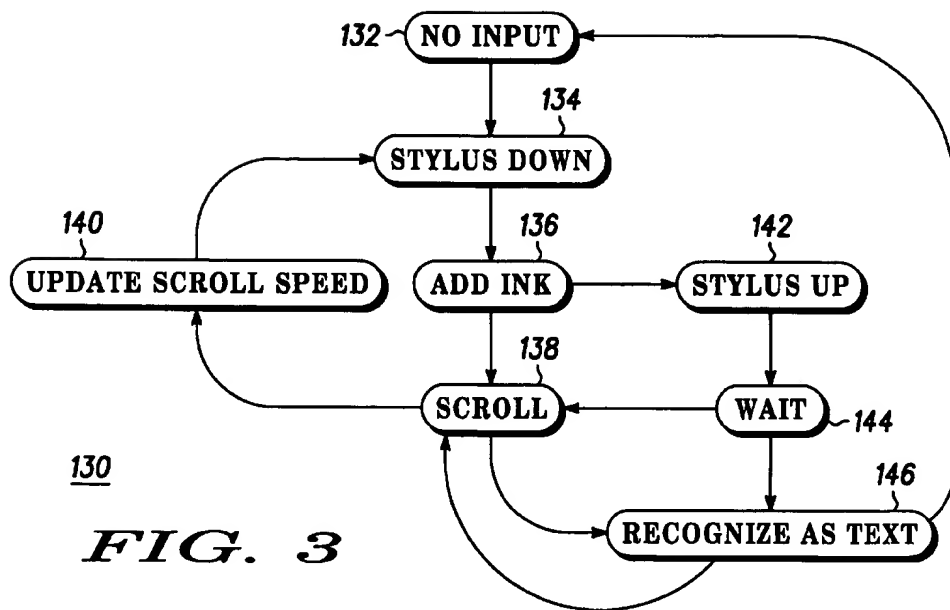 132 NO INPUT
134
STYLUS DOWN
140 136 142
UPDATE SCROLL SPEED ADD INK STYLUS UP
138
SCROLL WAIT
144
130 146
RECOGNIZE AS TEXT
FIG. 3